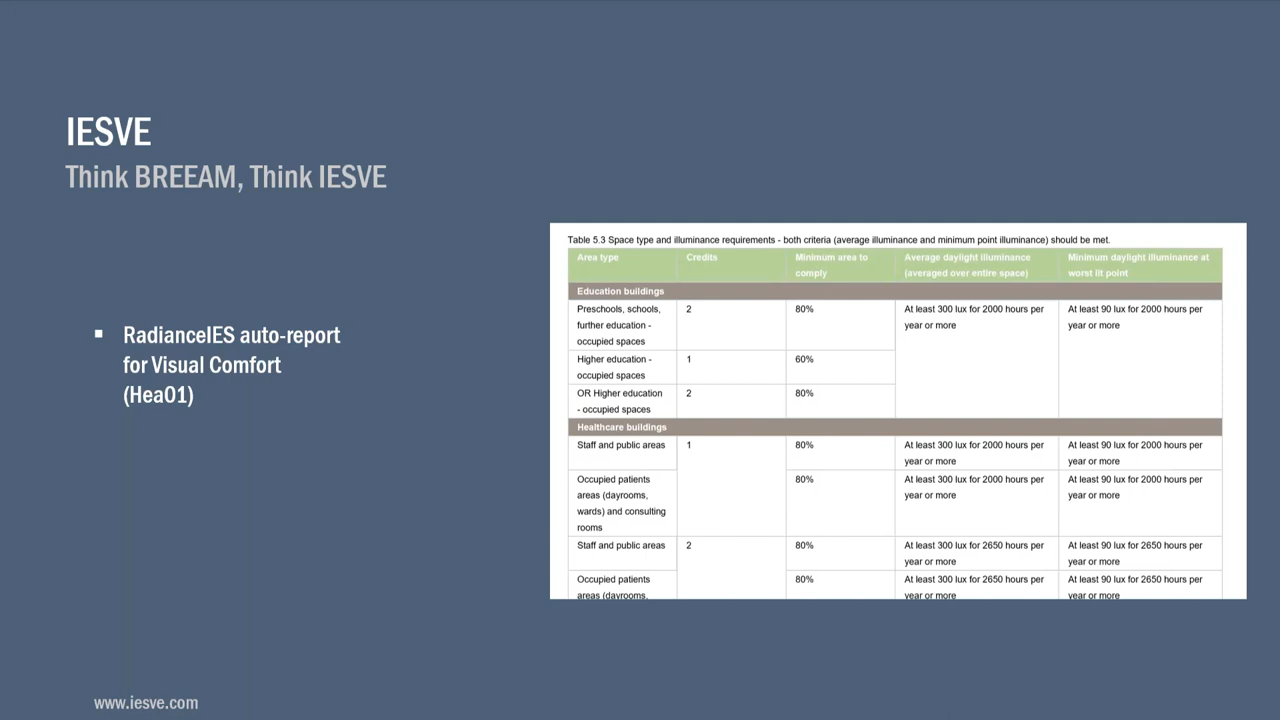 IESVE
Think BREEAM, Think IESVE
▪ RadianceIES auto-report
for Visual Comfort
(Hea01)
Table 5.3 Space type and illuminance requirements - both criteria (average illuminance and minimum point illuminance) should be met.
Area type Credits Minimum area to comply Average daylight illuminance (averaged over entire space) Minimum daylight illuminance at worst lit point
Education buildings
Preschools, schools, further education - occupied spaces 2 80% At least 300 lux for 2000 hours per year or more At least 90 lux for 2000 hours per year or more
Higher education - occupied spaces 1 60%
OR Higher education - occupied spaces 2 80%
Healthcare buildings
Staff and public areas 1 80% At least 300 lux for 2000 hours per year or more At least 90 lux for 2000 hours per year or more
Occupied patients areas (dayrooms, wards) and consulting rooms 80% At least 300 lux for 2000 hours per year or more At least 90 lux for 2000 hours per year or more
Staff and public areas 2 80% At least 300 lux for 2650 hours per year or more At least 90 lux for 2650 hours per year or more
Occupied patients areas (dayrooms, 80% At least 300 lux for 2650 hours per year or more At least 90 lux for 2650 hours per year or more
www.iesve.com